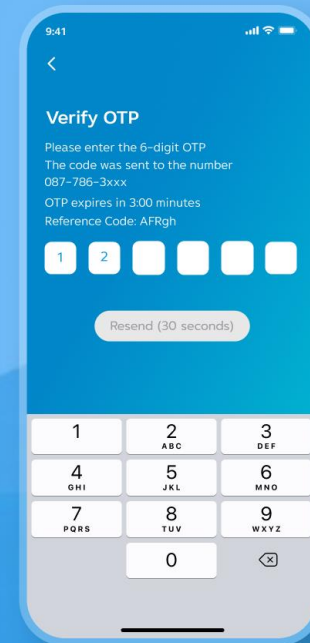 9:41
Verify OTP
Please enter the 6-digit OTP
The code was sent to the number
087-786-3xxx
OTP expires in 3:00 minutes
Reference Code: AFRgh
1 2
Resend (30 seconds)
1 2 3
ABC DEF
4 5 6
GHI JKL MNO
7 8 9
PQRS TUV WXYZ
0